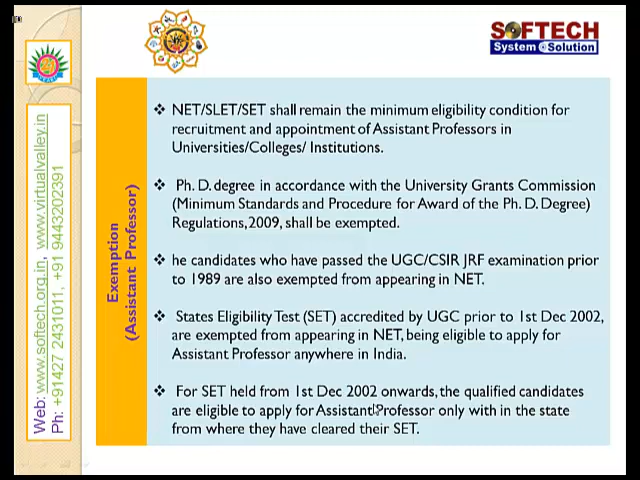 SOFTECH
System Solution
❖ NET/SLET/SET shall remain the minimum eligibility condition for
recruitment and appointment of Assistant Professors in
Universities/Colleges/ Institutions.
❖ Ph. D. degree in accordance with the University Grants Commission
(Minimum Standards and Procedure for Award of the Ph. D. Degree)
Regulations, 2009, shall be exempted.
❖ he candidates who have passed the UGC/CSIR JRF examination prior
to 1989 are also exempted from appearing in NET.
❖ States Eligibility Test (SET) accredited by UGC prior to 1st Dec 2002,
are exempted from appearing in NET, being eligible to apply for
Assistant Professor anywhere in India.
❖ For SET held from 1st Dec 2002 onwards, the qualified candidates
are eligible to apply for Assistant Professor only with in the state
from where they have cleared their SET.
Exemption
(Assistant Professor)
Web: www.softech.org.in, www.virtualvalley.in
Ph: +91427 2431011, +91 9443202391